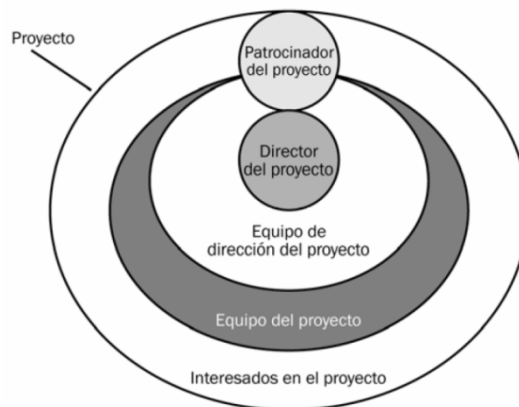 Proyecto
Patrocinador
del proyecto
Director
del proyecto
Equipo de
dirección del proyecto
Equipo del proyecto
Interesados en el proyecto